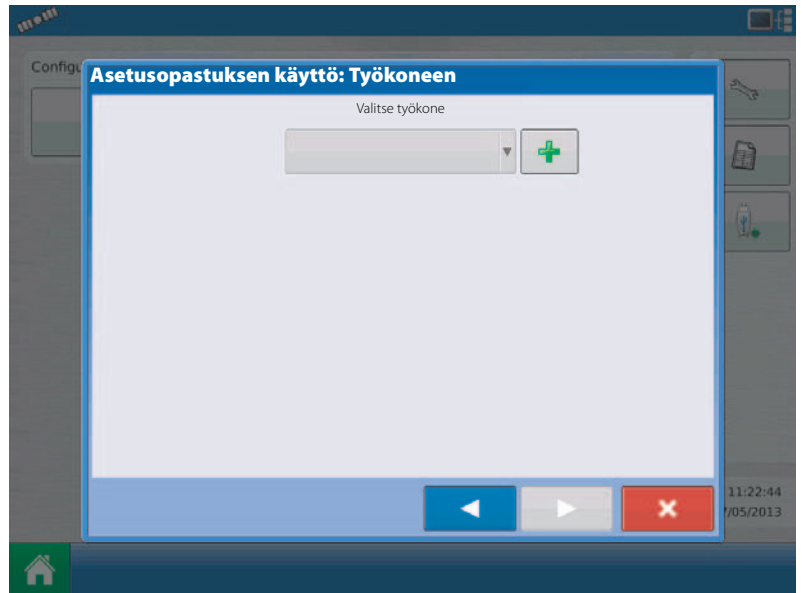 Configu
Asetusopastuksen käyttö: Työkoneen
Valitse työkone
11:22:44
/05/2013